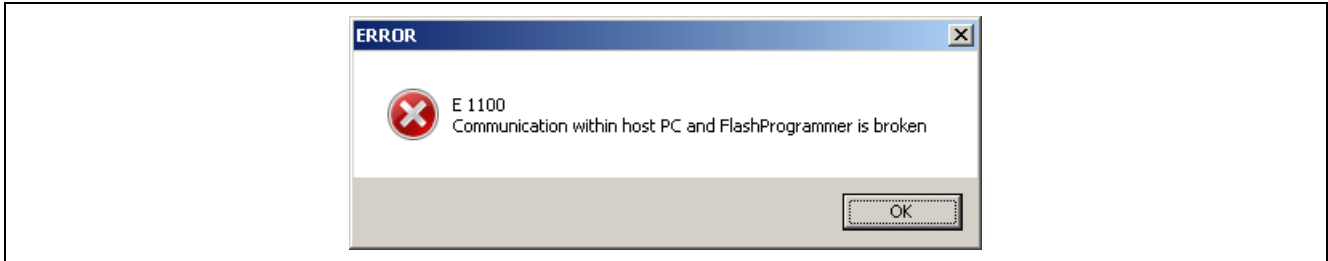 ERROR
E 1100
Communication within host PC and FlashProgrammer is broken
OK